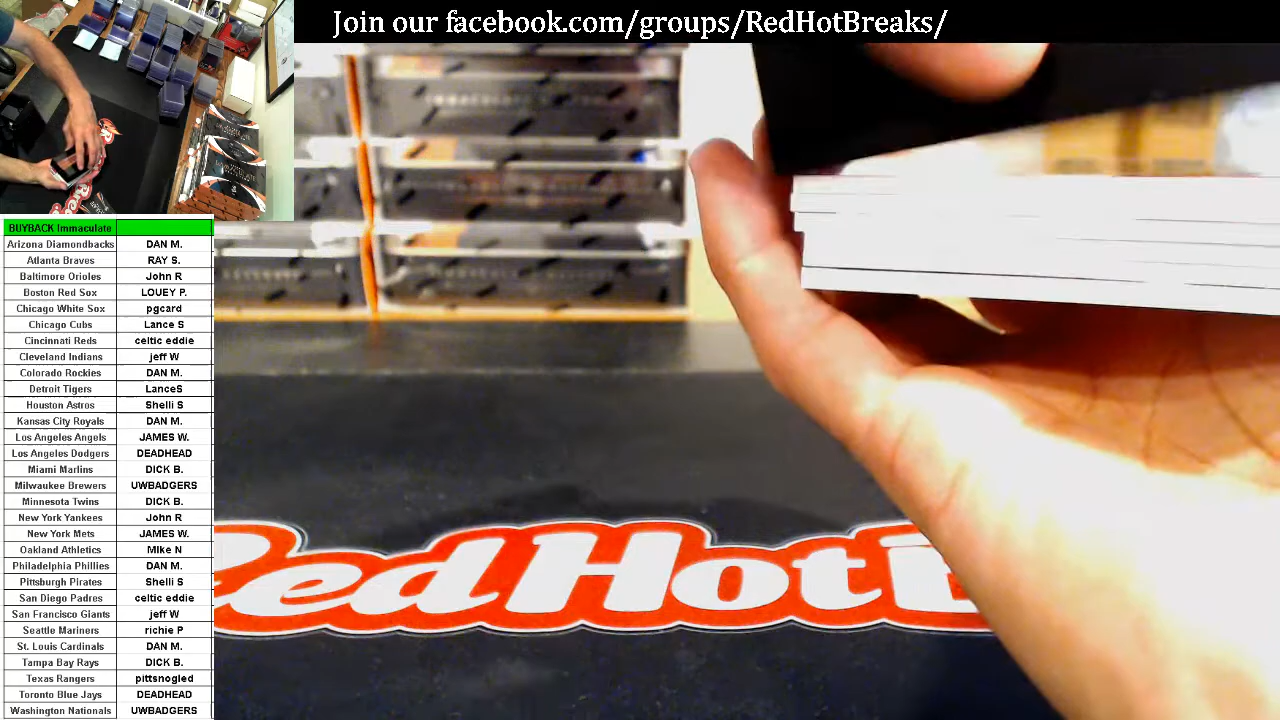 Join our facebook.com/groups/RedHotBreaks/
BUYBACK Immaculate
Arizona Diamondbacks DAN M.
Atlanta Braves RAY S.
Baltimore Orioles John R
Boston Red Sox LOUEY P.
Chicago White Sox pgcard
Chicago Cubs Lance S
Cincinnati Reds celtic eddie
Cleveland Indians jeff W
Colorado Rockies DAN M.
Detroit Tigers LanceS
Houston Astros Shelli S
Kansas City Royals DAN M.
Los Angeles Angels JAMES W.
Los Angeles Dodgers DEADHEAD
Miami Marlins DICK B.
Milwaukee Brewers UWBADGERS
Minnesota Twins DICK B.
New York Yankees John R
New York Mets JAMES W.
Oakland Athletics Mike N
Philadelphia Phillies DAN M.
Pittsburgh Pirates Shelli S
San Diego Padres celtic eddie
San Francisco Giants jeff W
Seattle Mariners richie P
St. Louis Cardinals DAN M.
Tampa Bay Rays DICK B.
Texas Rangers pittsnogled
Toronto Blue Jays DEADHEAD
Washington Nationals UWBADGERS
RedHot